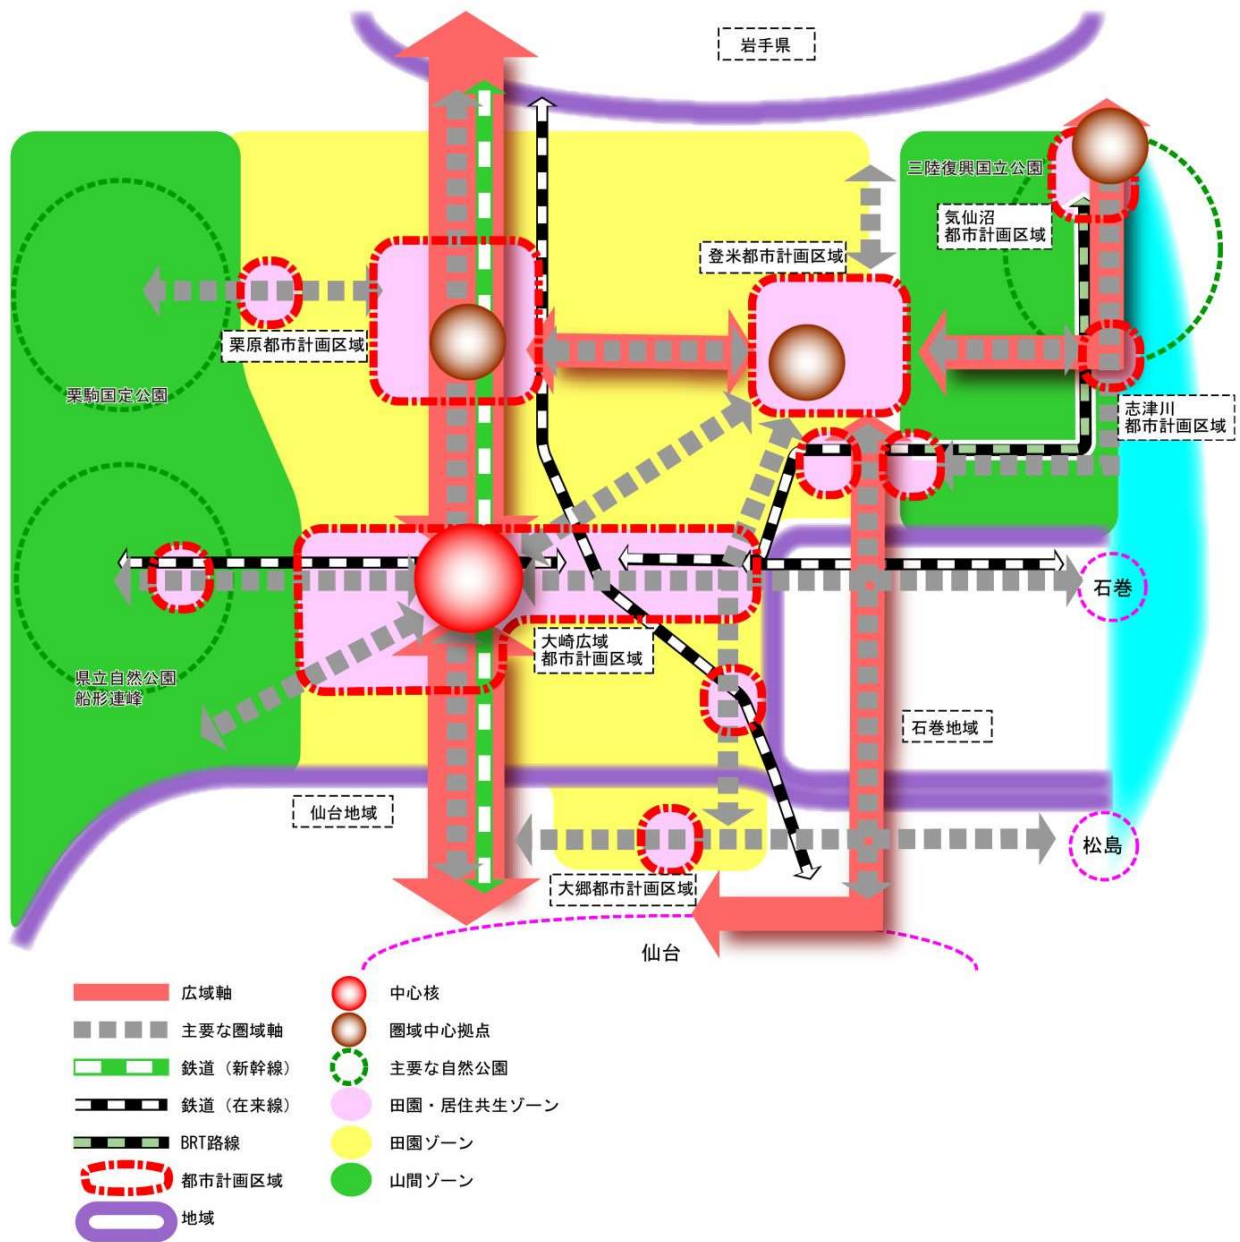 岩手県
三陸復興国立公園
気仙沼
都市計画区域
登米都市計画区域
栗原都市計画区域
栗駒国定公園
志津川
都市計画区域
石巻
大崎広域
都市計画区域
県立自然公園
船形連峰
石巻地域
仙台地域
松島
大郷都市計画区域
仙台
広域軸
主要な圏域軸
鉄道（新幹線）
鉄道（在来線）
BRT路線
都市計画区域
地域
中心核
圏域中心拠点
主要な自然公園
田園・居住共生ゾーン
田園ゾーン
山間ゾーン